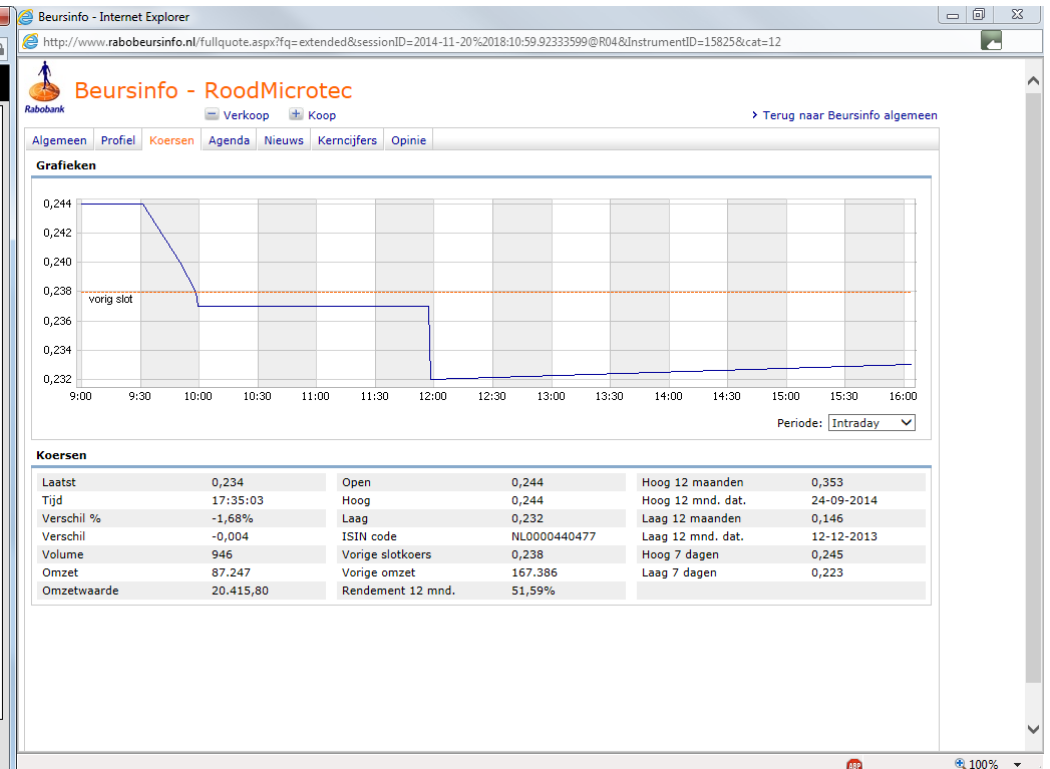 Beursinfo - Internet Explorer
http://www.rabobeursinfo.nl/fullquote.aspx?fq=extended&sessionID=2014-11-20%2018:10:59.92333599@R04&InstrumentID=15825&cat=12
Rabobank
Beursinfo - RoodMicrotec
Verkoop Koop
Terug naar Beursinfo algemeen
Algemeen Profiel Koersen Agenda Nieuws Kerncijfers Opinie
Grafieken
0,244
0,242
0,240
0,238
vorig slot
0,236
0,234
0,232
9:00 9:30 10:00 10:30 11:00 11:30 12:00 12:30 13:00 13:30 14:00 14:30 15:00 15:30 16:00
Periode: Intraday
Koersen
Laatst 0,234 Open 0,244 Hoog 12 maanden 0,353
Tijd 17:35:03 Hoog 0,244 Hoog 12 mnd. dat. 24-09-2014
Verschil % -1,68% Laag 0,232 Laag 12 maanden 0,146
Verschil -0,004 ISIN code NL0000440477 Laag 12 mnd. dat. 12-12-2013
Volume 946 Vorige slotkoers 0,238 Hoog 7 dagen 0,245
Omzet 87.247 Vorige omzet 167.386 Laag 7 dagen 0,223
Omzetwaarde 20.415,80 Rendement 12 mnd. 51,59%
ABP
100%